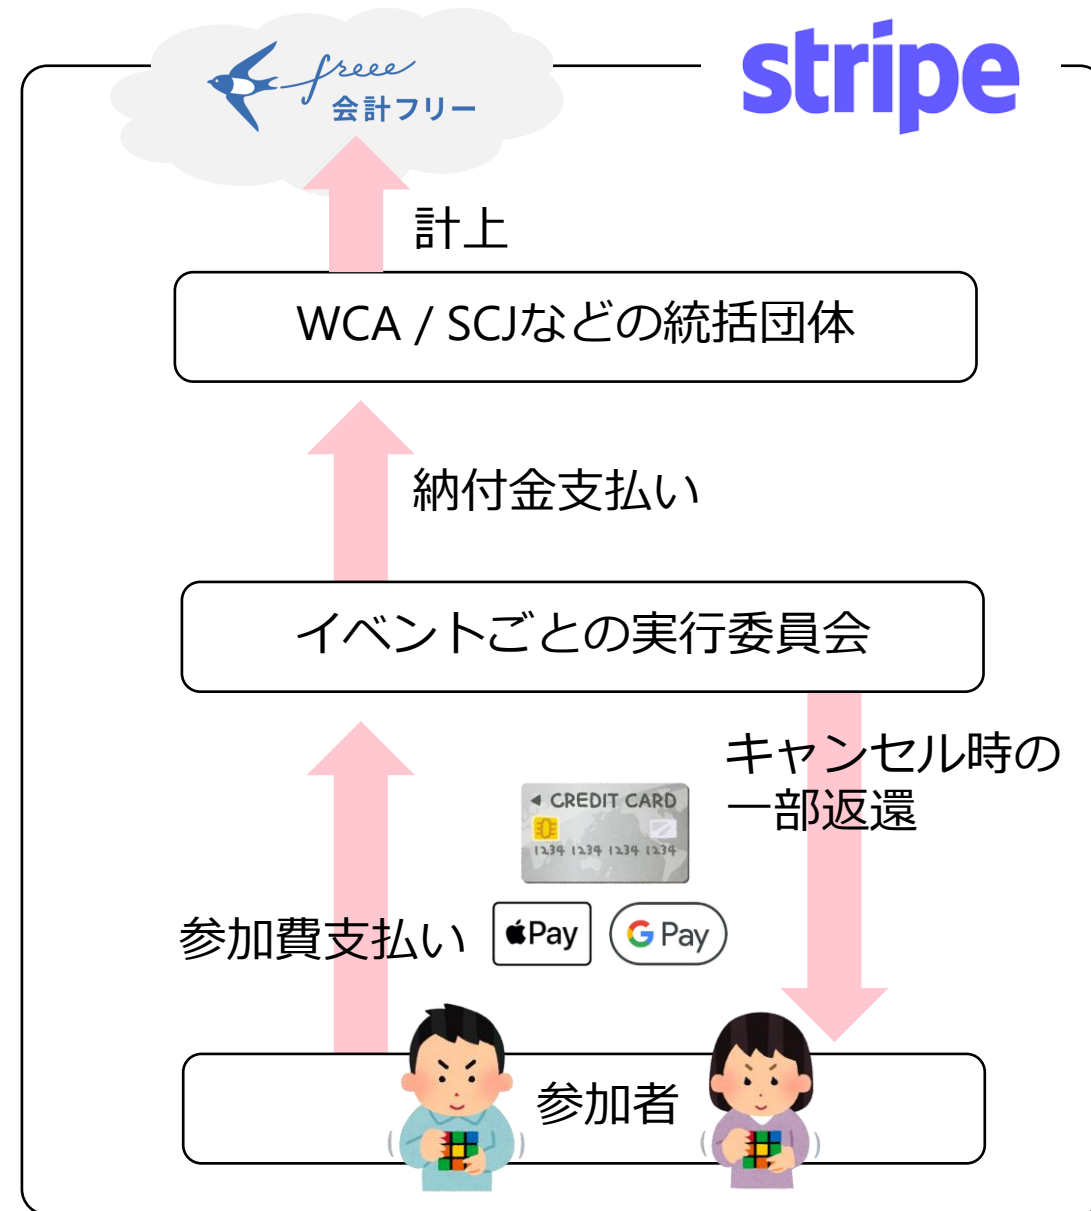 freee
会計フリー
stripe
計上
WCA / SCJなどの統括団体
納付金支払い
イベントごとの実行委員会
キャンセル時の
一部返還
CREDIT CARD
1234 1234 1234 1234
参加費支払い
Pay
G Pay
参加者